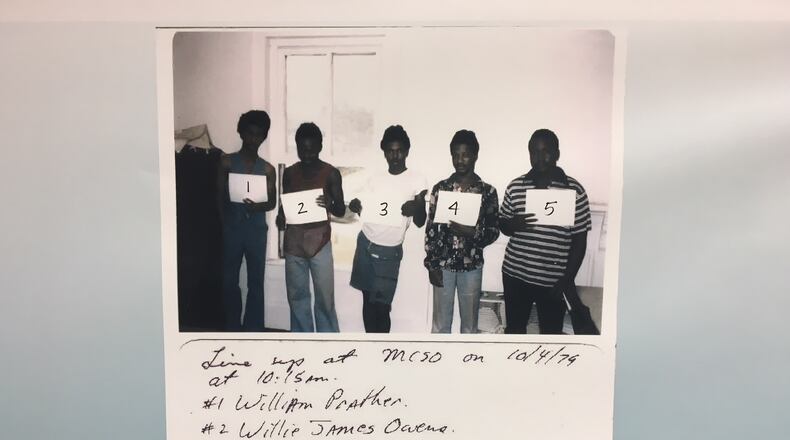 1 2 3 4 5
Line up at MCSO on 10/4/79
at 10:15am.
#1 William Prather.
#2 Willie James Owens.